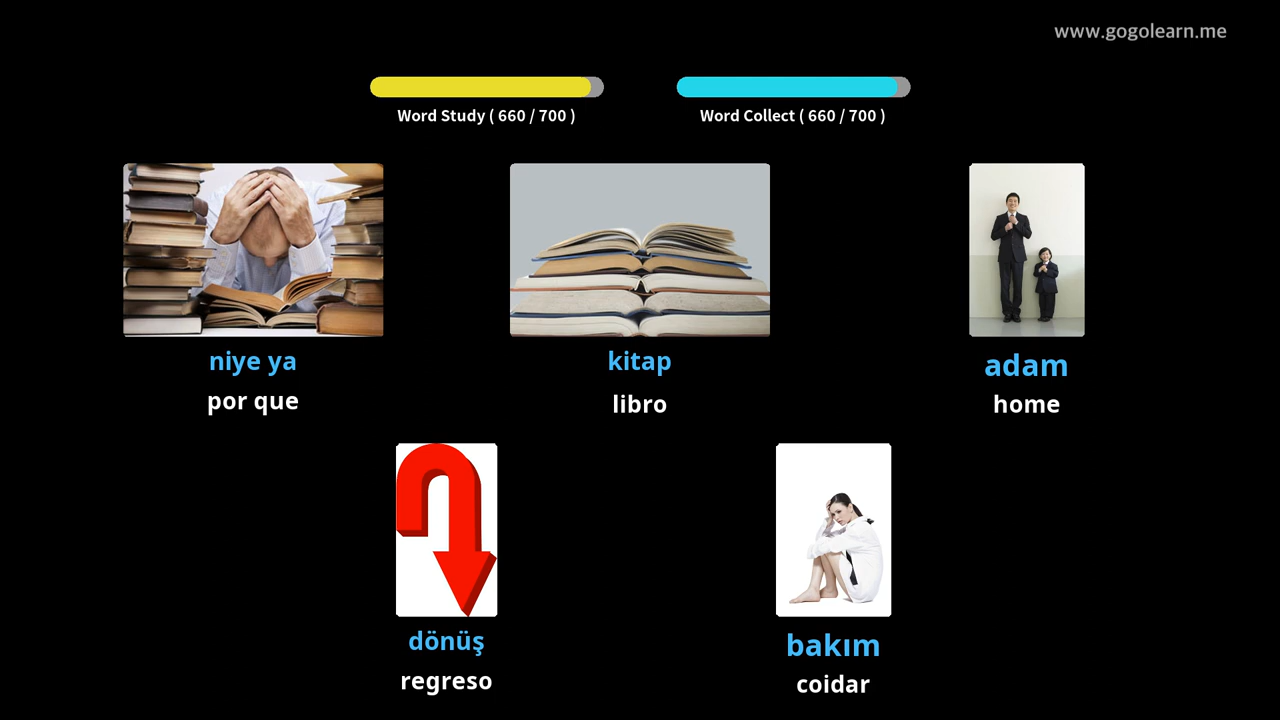 www.gogolearn.me
Word Study ( 660 / 700 )
Word Collect ( 660 / 700 )
niye ya
por que
kitap
libro
adam
home
dönüş
regreso
bakım
coidar